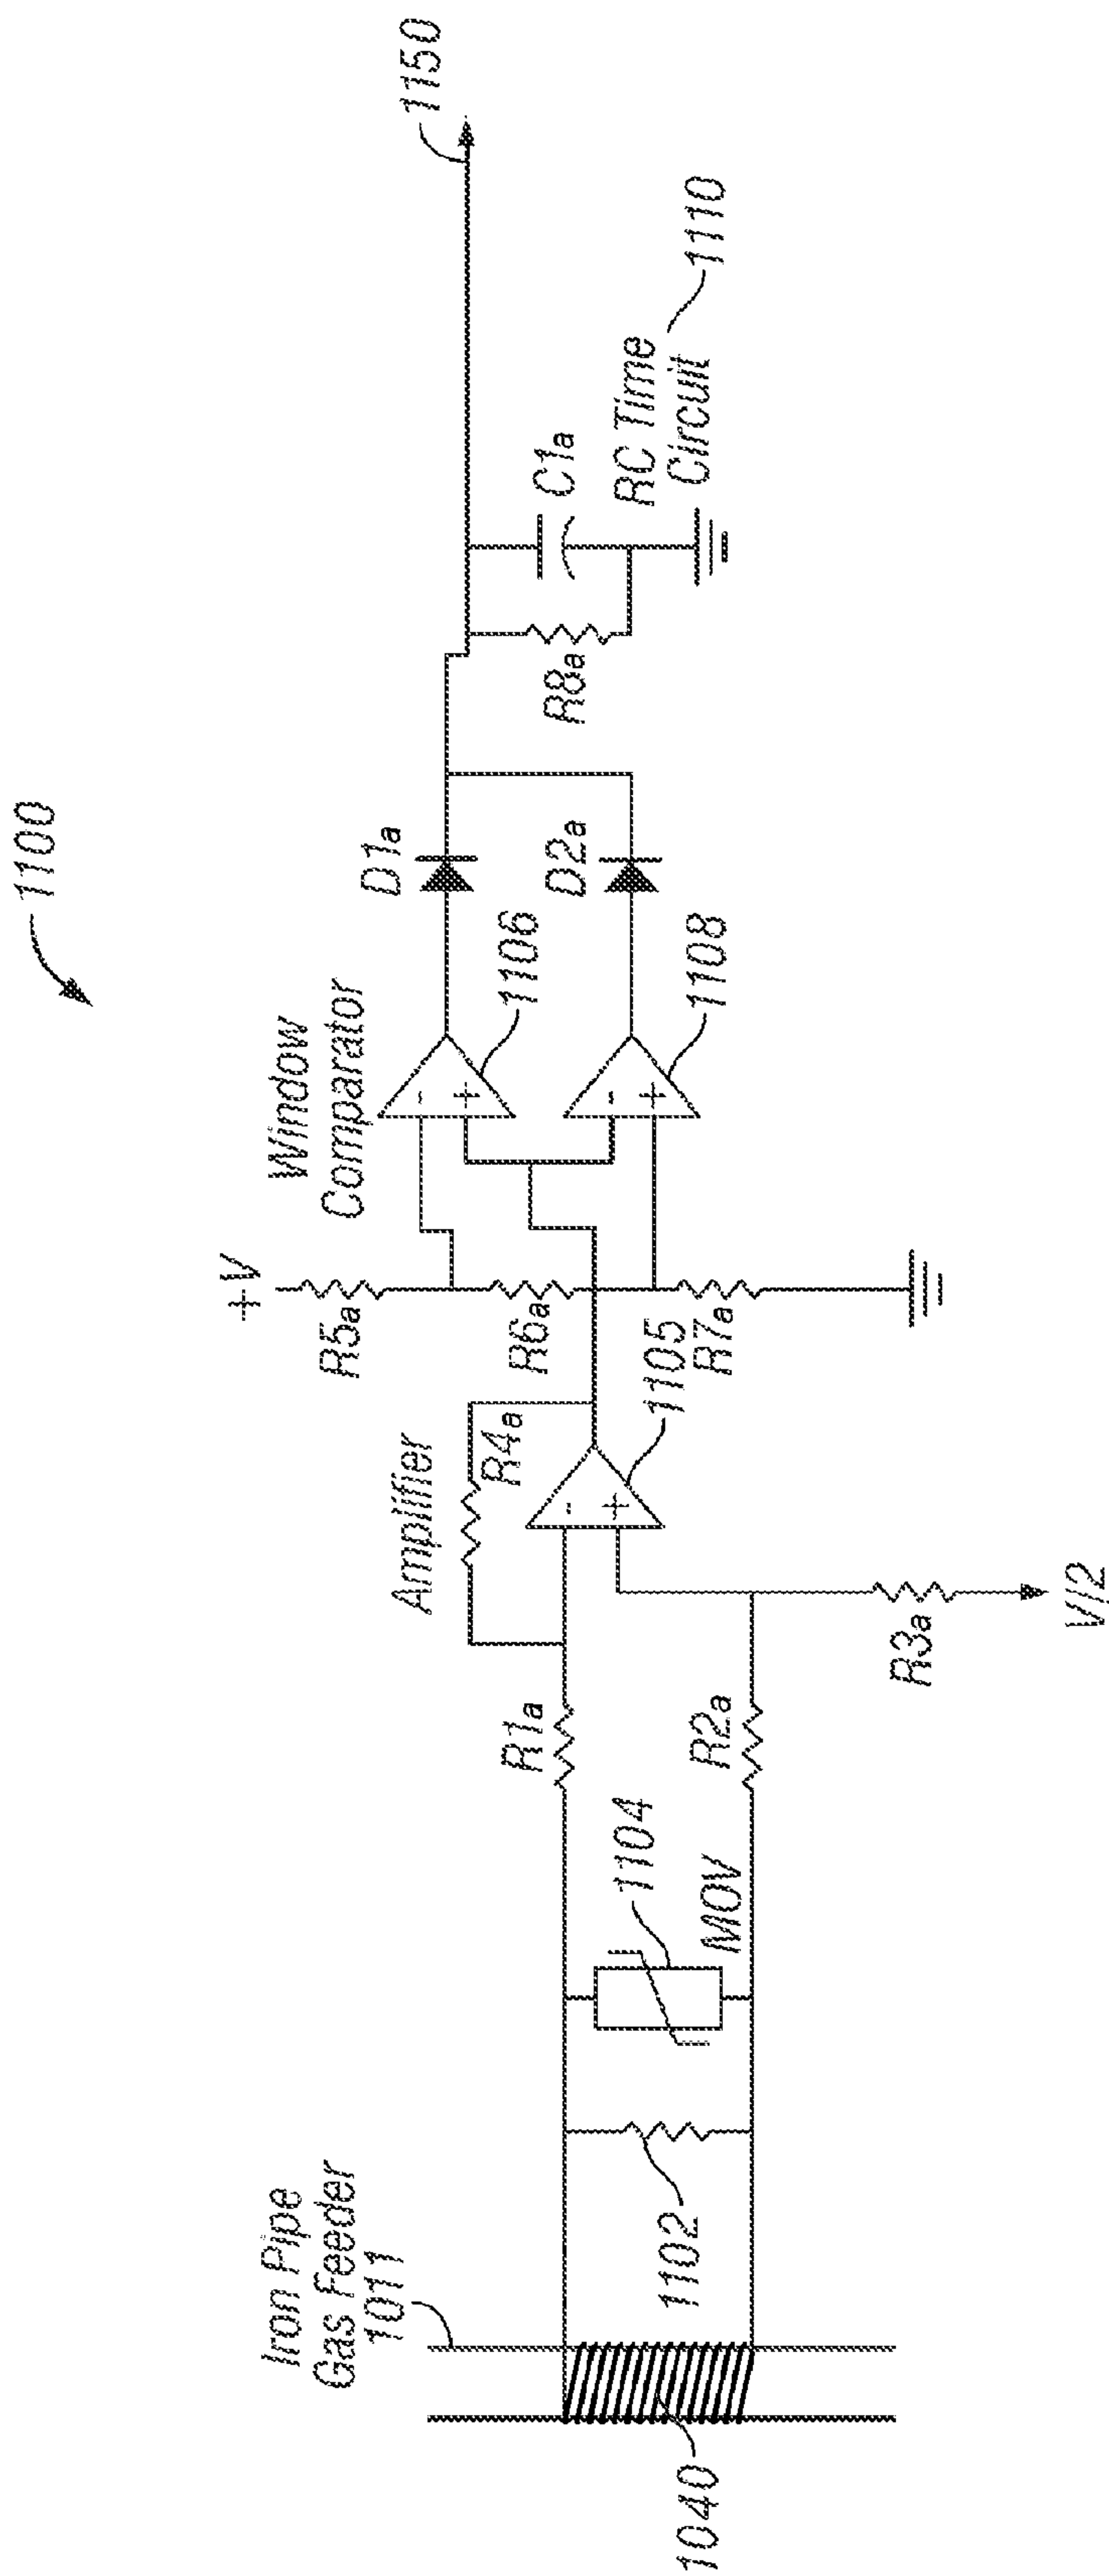 1100
Iron Pipe
Gas Feeder
1011
1040
1102
1104
MOV
R1a
R2a
R3a
V/2
Amplifier
R4a
-
+
1105
+V
R5a
R6a
R7a
Window
Comparator
-
+
1106
-
+
1108
D1a
D2a
R8a
C1a
RC Time
Circuit
1110
1150